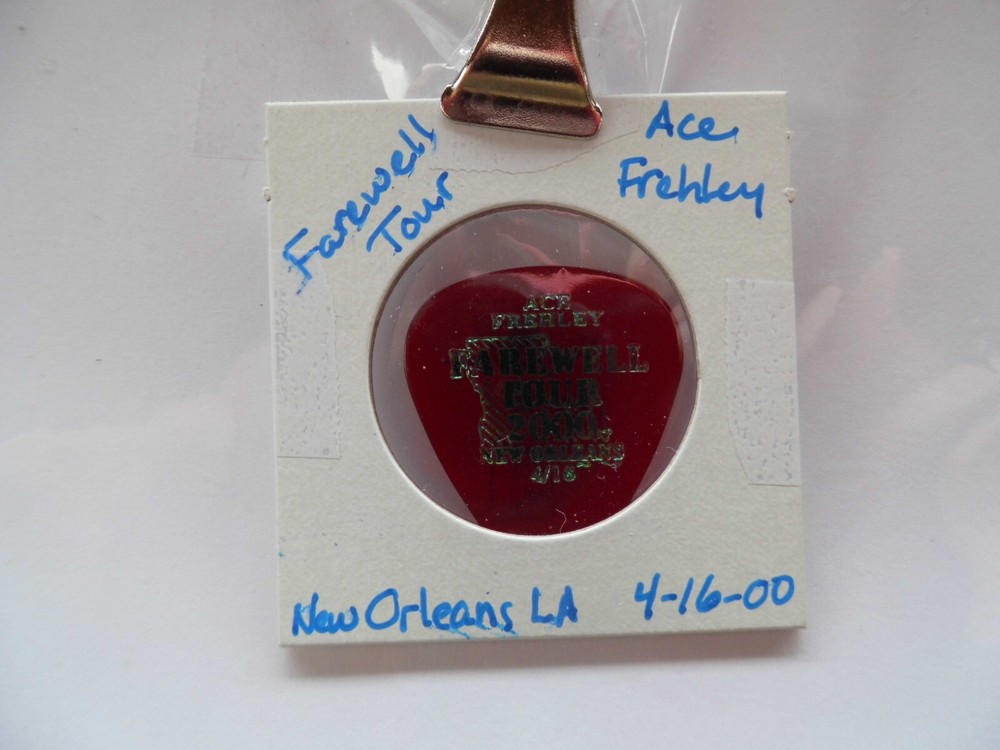 Farewell
Tour
Ace
Frehley
ACE
FREHLEY
FAREWELL
TOUR
2000
NEW ORLEANS
4/16
New Orleans LA 4-16-00